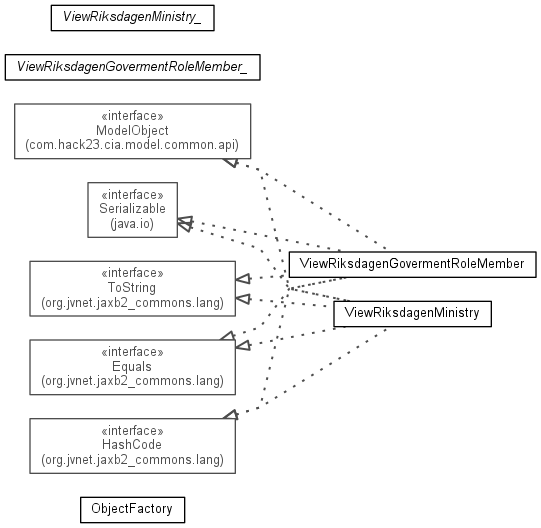 ViewRiksdagenMinistry_
ViewRiksdagenGovermentRoleMember_
«interface»
ModelObject
(com.hack23.cia.model.common.api)
«interface»
Serializable
(java.io)
ViewRiksdagenGovermentRoleMember
«interface»
ToString
(org.jvnet.jaxb2_commons.lang)
ViewRiksdagenMinistry
«interface»
Equals
(org.jvnet.jaxb2_commons.lang)
«interface»
HashCode
(org.jvnet.jaxb2_commons.lang)
ObjectFactory